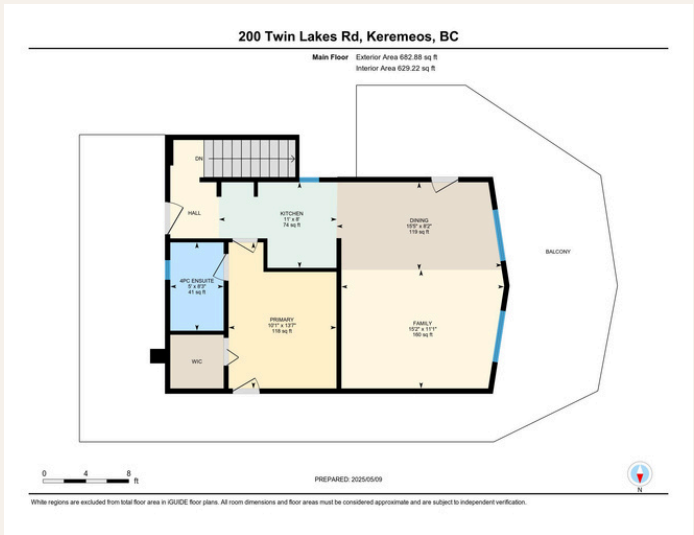 200 Twin Lakes Rd, Keremeos, BC
Main Floor Exterior Area 682.88 sq ft
Interior Area 629.22 sq ft
DN
HALL
KITCHEN
11' x 8'
74 sq ft
DINING
15'5" x 8'2"
119 sq ft
BALCONY
4PC ENSUITE
5' x 8'3"
41 sq ft
PRIMARY
10'1" x 13'7"
118 sq ft
FAMILY
15'2" x 11'1"
160 sq ft
WIC
0 4 8
ft
PREPARED: 2025/05/09
N
White regions are excluded from total floor area in iGUIDE floor plans. All room dimensions and floor areas must be considered approximate and are subject to independent verification.